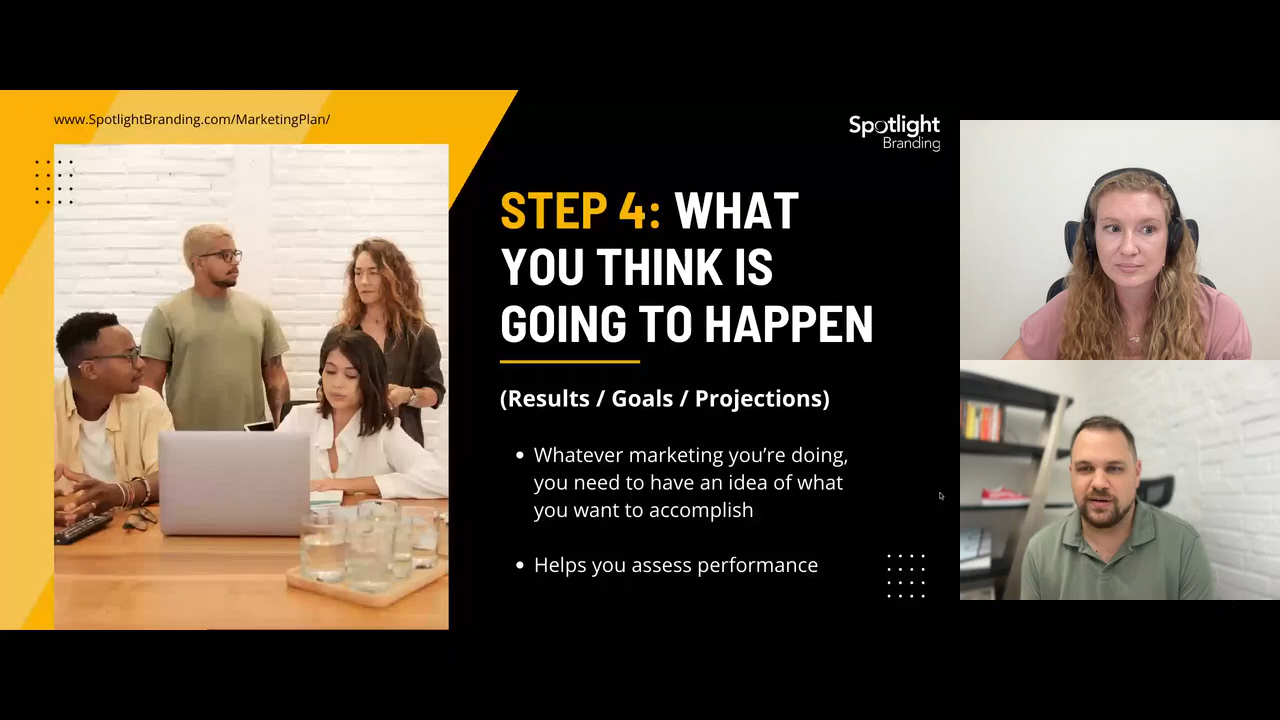 www.SpotlightBranding.com/MarketingPlan/
Spotlight
Branding
STEP 4: WHAT
YOU THINK IS
GOING TO HAPPEN
(Results / Goals / Projections)
• Whatever marketing you’re doing,
you need to have an idea of what
you want to accomplish
• Helps you assess performance